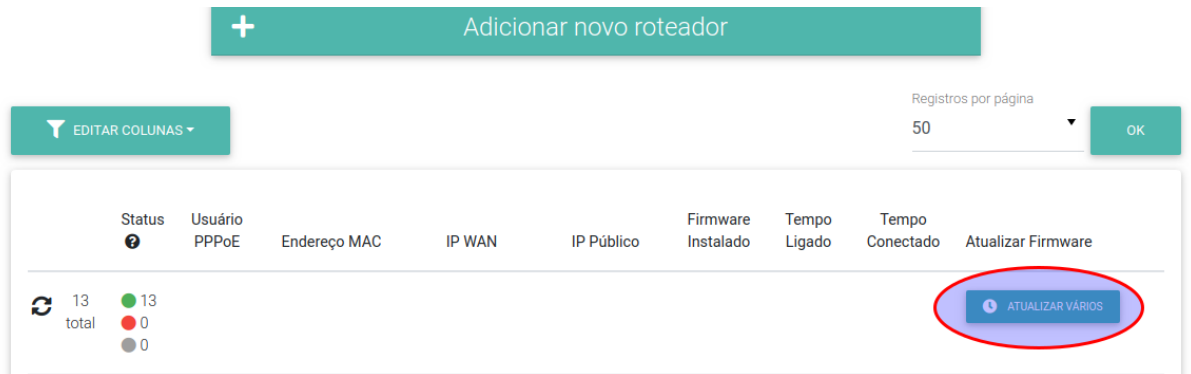 Adicionar novo roteador
Registros por página
EDITAR COLUNAS
50
OK
Status
Usuário PPPoE
Endereço MAC
IP WAN
IP Público
Firmware Instalado
Tempo Ligado
Tempo Conectado
Atualizar Firmware
13 total
13
0
0
ATUALIZAR VÁRIOS